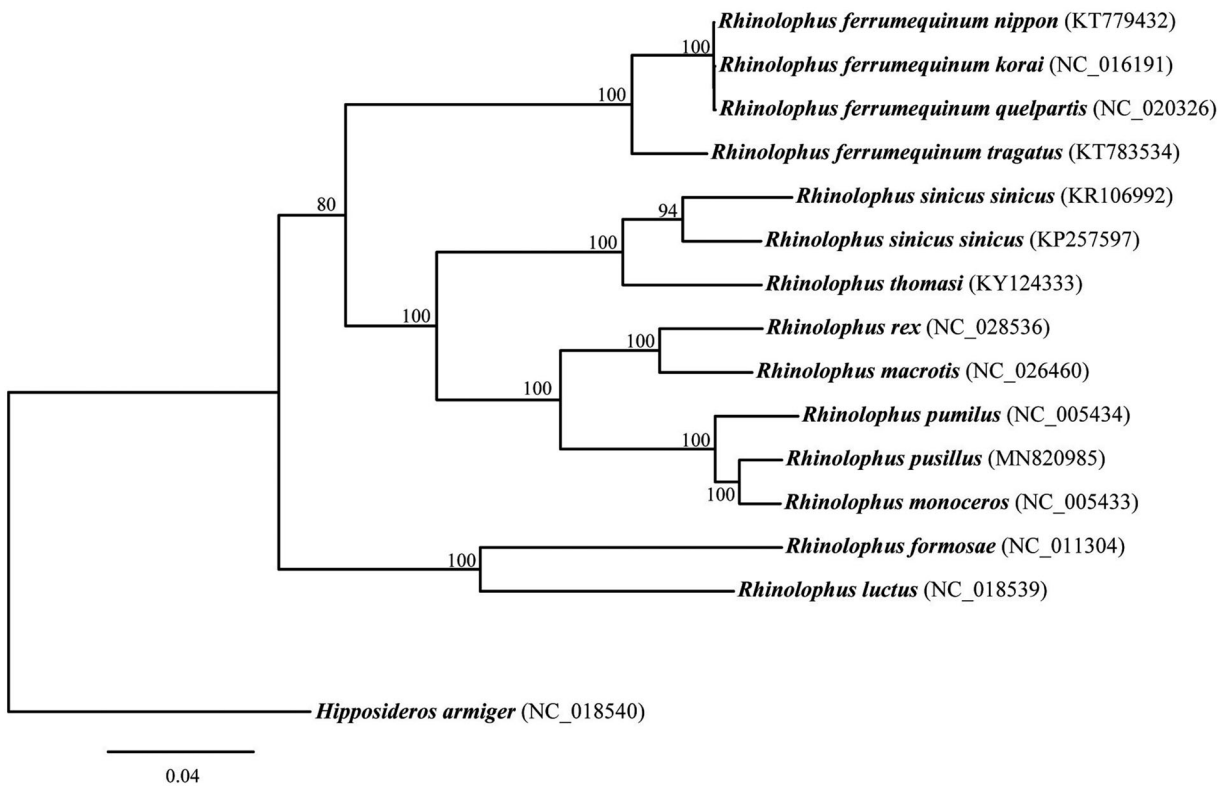 Rhinolophus ferrumequinum nippon (KT779432)
100
Rhinolophus ferrumequinum korai (NC_016191)
100
Rhinolophus ferrumequinum quelpartis (NC_020326)
Rhinolophus ferrumequinum tragatus (KT783534)
Rhinolophus sinicus sinicus (KR106992)
80
94
Rhinolophus sinicus sinicus (KP257597)
100
Rhinolophus thomasi (KY124333)
100
Rhinolophus rex (NC_028536)
100
Rhinolophus macrotis (NC_026460)
100
Rhinolophus pumilus (NC_005434)
100
Rhinolophus pusillus (MN820985)
100
Rhinolophus monoceros (NC_005433)
Rhinolophus formosae (NC_011304)
100
Rhinolophus luctus (NC_018539)
Hipposideros armiger (NC_018540)
0.04